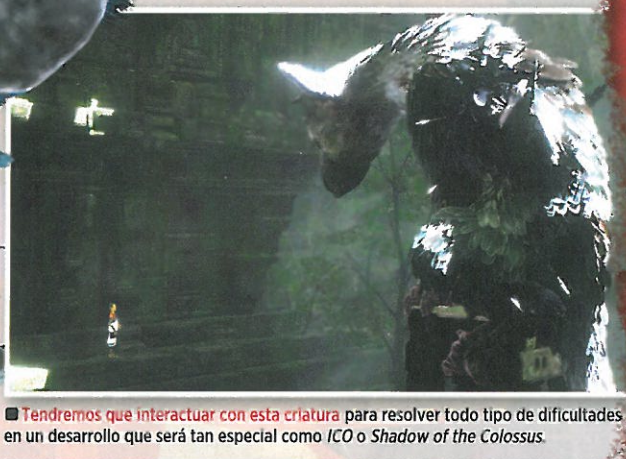 ■ Tendremos que interactuar con esta criatura para resolver todo tipo de dificultades
en un desarrollo que será tan especial como ICO o Shadow of the Colossus.